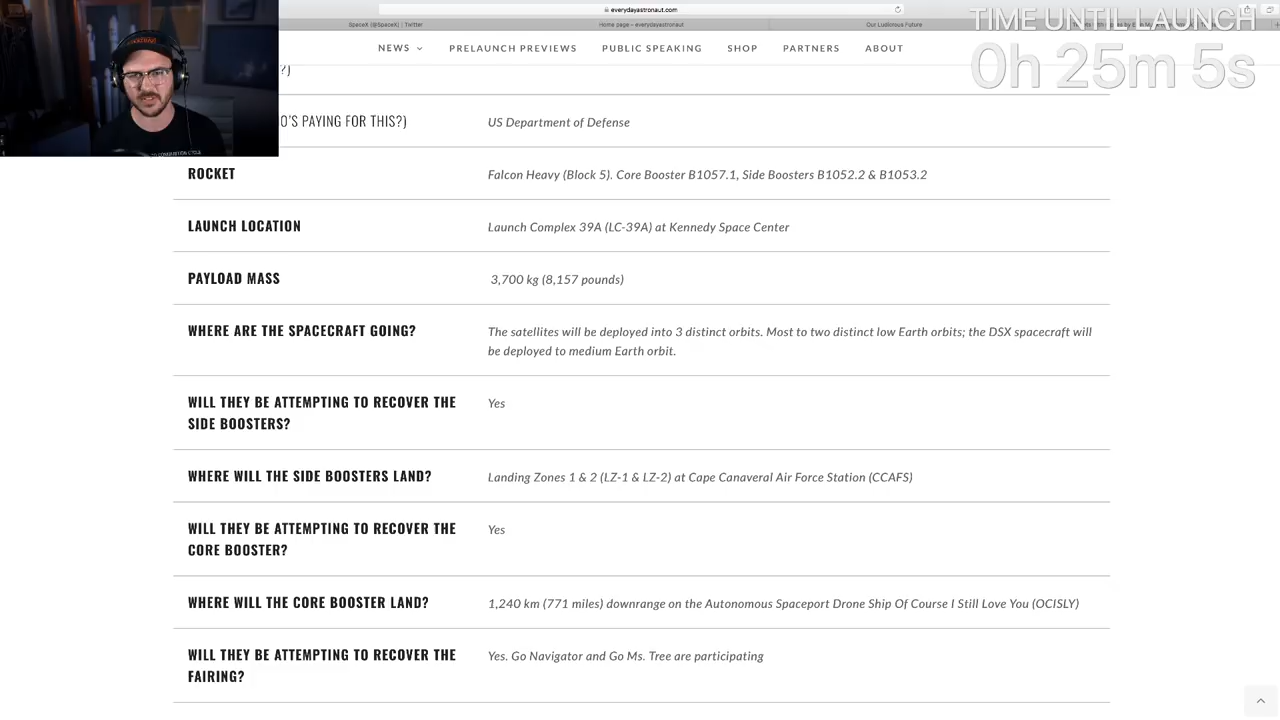 everydayastronaut.com
SpaceX (@SpaceX) | Twitter
Home page – everydayastronaut
Our Ludicrous Future
TIME UNTIL LAUNCH
0h 25m 5s
NEWS PRELAUNCH PREVIEWS PUBLIC SPEAKING SHOP PARTNERS ABOUT
?)
O'S PAYING FOR THIS?) US Department of Defense
ROCKET Falcon Heavy (Block 5). Core Booster B1057.1, Side Boosters B1052.2 & B1053.2
LAUNCH LOCATION Launch Complex 39A (LC-39A) at Kennedy Space Center
PAYLOAD MASS 3,700 kg (8,157 pounds)
WHERE ARE THE SPACECRAFT GOING? The satellites will be deployed into 3 distinct orbits. Most to two distinct low Earth orbits; the DSX spacecraft will
be deployed to medium Earth orbit.
WILL THEY BE ATTEMPTING TO RECOVER THE Yes
SIDE BOOSTERS?
WHERE WILL THE SIDE BOOSTERS LAND? Landing Zones 1 & 2 (LZ-1 & LZ-2) at Cape Canaveral Air Force Station (CCAFS)
WILL THEY BE ATTEMPTING TO RECOVER THE Yes
CORE BOOSTER?
WHERE WILL THE CORE BOOSTER LAND? 1,240 km (771 miles) downrange on the Autonomous Spaceport Drone Ship Of Course I Still Love You (OCISLY)
WILL THEY BE ATTEMPTING TO RECOVER THE Yes. Go Navigator and Go Ms. Tree are participating
FAIRING?